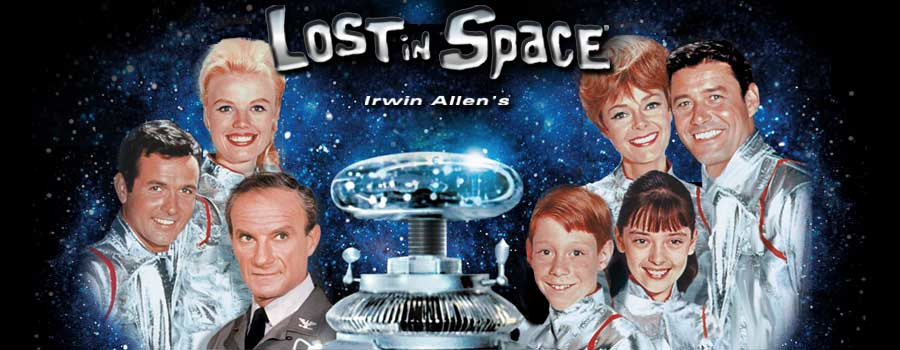 LOST IN SPACE
Irwin Allen's